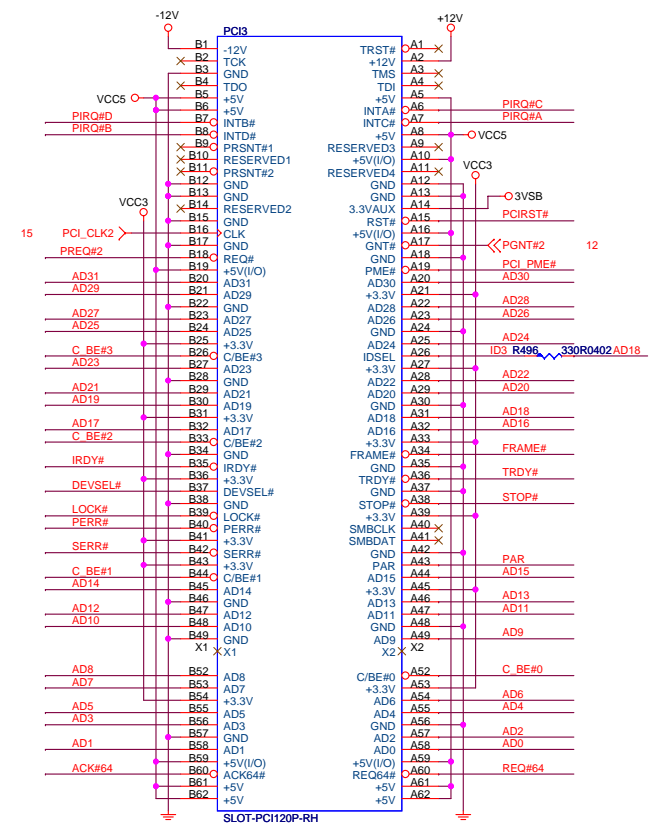 -12V +12V
PCI3
B1 -12V TRST# A1
B2 TCK +12V A2
B3 GND TMS A3
B4 TDO TDI A4
VCC5 B5 +5V +5V A5
B6 +5V INTA# A6 PIRQ#C
PIRQ#D B7 INTB# INTC# A7 PIRQ#A
PIRQ#B B8 INTD# +5V A8 VCC5
B9 PRSNT#1 RESERVED3 A9
B10 RESERVED1 +5V(I/O) A10
B11 PRSNT#2 RESERVED4 A11 VCC3
B12 GND GND A12
B13 GND GND A13
VCC3 B14 RESERVED2 3.3VAUX A14 3VSB
B15 GND RST# A15 PCIRST#
15 PCI_CLK2 B16 CLK +5V(I/O) A16
B17 GND GNT# A17 PGNT#2 12
PREQ#2 B18 REQ# GND A18
B19 +5V(I/O) PME# A19 PCI_PME#
AD31 B20 AD31 AD30 A20 AD30
AD29 B21 AD29 +3.3V A21
B22 GND AD28 A22 AD28
AD27 B23 AD27 AD26 A23 AD26
AD25 B24 AD25 GND A24
B25 +3.3V AD24 A25 AD24
C_BE#3 B26 C/BE#3 IDSEL A26 ID3 R496 330R0402 AD18
AD23 B27 AD23 +3.3V A27
B28 GND AD22 A28 AD22
AD21 B29 AD21 AD20 A29 AD20
AD19 B30 AD19 GND A30
B31 +3.3V AD18 A31 AD18
AD17 B32 AD17 AD16 A32 AD16
C_BE#2 B33 C/BE#2 +3.3V A33
B34 GND FRAME# A34 FRAME#
IRDY# B35 IRDY# GND A35
B36 +3.3V TRDY# A36 TRDY#
DEVSEL# B37 DEVSEL# GND A37
B38 GND STOP# A38 STOP#
LOCK# B39 LOCK# +3.3V A39
PERR# B40 PERR# SMBCLK A40
B41 +3.3V SMBDAT A41
SERR# B42 SERR# GND A42
B43 +3.3V PAR A43 PAR
C_BE#1 B44 C/BE#1 AD15 A44 AD15
AD14 B45 AD14 +3.3V A45
B46 GND AD13 A46 AD13
AD12 B47 AD12 AD11 A47 AD11
AD10 B48 AD10 GND A48
B49 GND AD9 A49 AD9
X1 X1 X2 X2
AD8 B52 AD8 C/BE#0 A52 C_BE#0
AD7 B53 AD7 +3.3V A53
B54 +3.3V AD6 A54 AD6
AD5 B55 AD5 AD4 A55 AD4
AD3 B56 AD3 GND A56
B57 GND AD2 A57 AD2
AD1 B58 AD1 AD0 A58 AD0
B59 +5V(I/O) +5V(I/O) A59
ACK#64 B60 ACK64# REQ64# A60 REQ#64
B61 +5V +5V A61
B62 +5V +5V A62
SLOT-PCI120P-RH